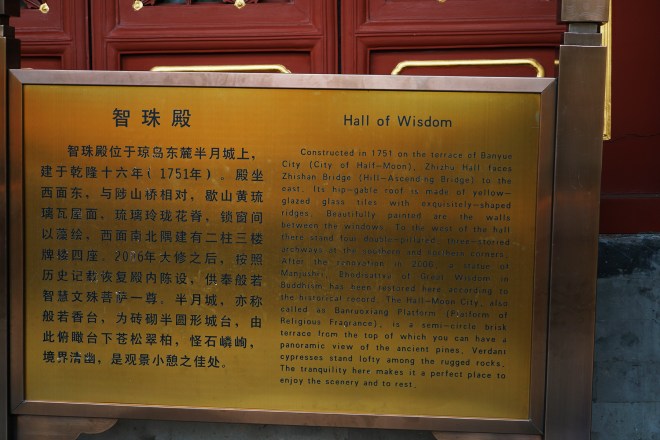 智珠殿
智珠殿位于琼岛东麓半月城上，
建于乾隆十六年（1751年）。殿坐
西面东，与陟山桥相对，歇山黄琉
璃瓦屋面、琉璃玲珑花脊，锁窗间
以藻绘，西面南北隅建有二柱三楼
牌楼四座。2006年大修之后，按照
历史记载恢复殿内陈设，供奉般若
智慧文殊菩萨一尊。半月城，亦称
般若香台，为砖砌半圆形城台，由
此俯瞰台下苍松翠柏，怪石嶙峋，
境界清幽，是观景小憩之佳处。
Hall of Wisdom
Constructed in 1751 on the terrace of Banyue
City (City of Half-Moon), Zhizhu Hall faces
Zhishan Bridge (Hill-Ascending Bridge) to the
east. Its hip-gable roof is made of yellow-
glazed glass tiles with exquisitely-shaped
ridges. Beautifully painted are the walls
between the windows. To the west of the hall
there stand four double-pillared, three-storied
archways at the southern and northern corners.
After the renovation in 2006, a statue of
Manjusri, Bhodisattva of Great Wisdom in
Buddhism has been restored here according to
the historical record. The Half-Moon City, also
called as Banruoxiang Platform (Platform of
Religious Fragrance), is a semi-circle brisk
terrace from the top of which you can have a
panoramic view of the ancient pines. Verdant
cypresses stand lofty among the rugged rocks.
The tranquility here makes it a perfect place to
enjoy the scenery and to rest.